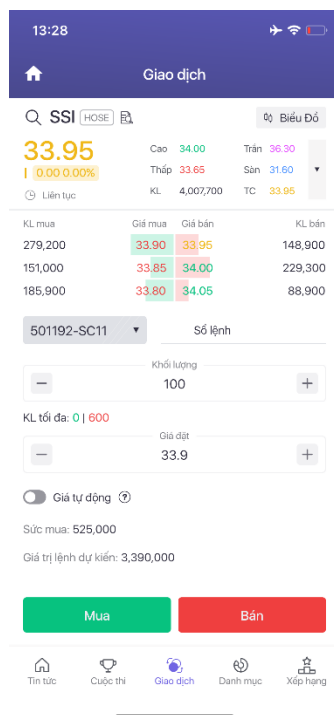 13:28
Giao dịch
SSI HOSE
Biểu Đồ
33.95 Cao 34.00 Trần 36.30
0.00 0.00% Thấp 33.65 Sàn 31.60
Liên tục KL 4,007,700 TC 33.95
KL mua Giá mua Giá bán KL bán
279,200 33.90 33.95 148,900
151,000 33.85 34.00 229,300
185,900 33.80 34.05 88,900
501192-SC11 Số lệnh
Khối lượng
100
KL tối đa: 0 | 600
Giá đặt
33.9
Giá tự động
Sức mua: 525,000
Giá trị lệnh dự kiến: 3,390,000
Mua Bán
Tin tức Cuộc thi Giao dịch Danh mục Xếp hạng